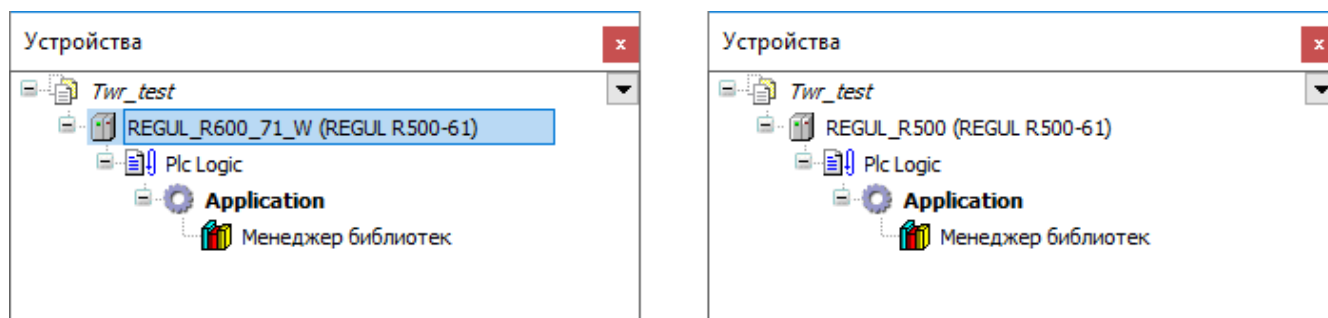 Устройства
x
Twr_test
REGUL_R600_71_W (REGUL R500-61)
Plc Logic
Application
Менеджер библиотек
Устройства
x
Twr_test
REGUL_R500 (REGUL R500-61)
Plc Logic
Application
Менеджер библиотек